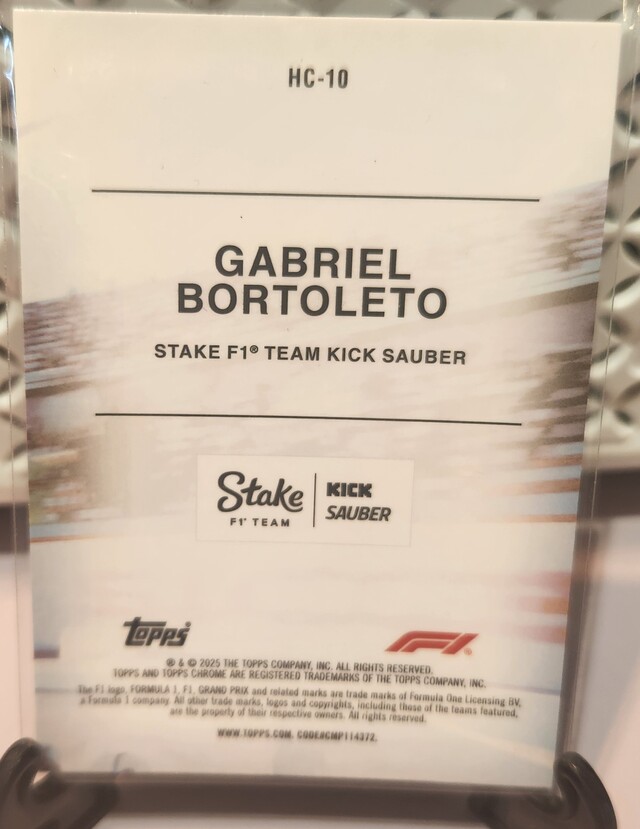 HC-10
GABRIEL
BORTOLETO
STAKE F1® TEAM KICK SAUBER
Stake
F1® TEAM
KICK
SAUBER
Topps
F1
® & © 2025 THE TOPPS COMPANY, INC. ALL RIGHTS RESERVED.
TOPPS AND TOPPS CHROME ARE REGISTERED TRADEMARKS OF THE TOPPS COMPANY, INC.
The F1 logo, FORMULA 1, F1, GRAND PRIX and related marks are trade marks of Formula One Licensing BV,
a Formula 1 company. All other trade marks, logos and copyrights, including those of the teams featured,
are the property of their respective owners. All rights reserved.
WWW.TOPPS.COM. CODE#CMP114372.